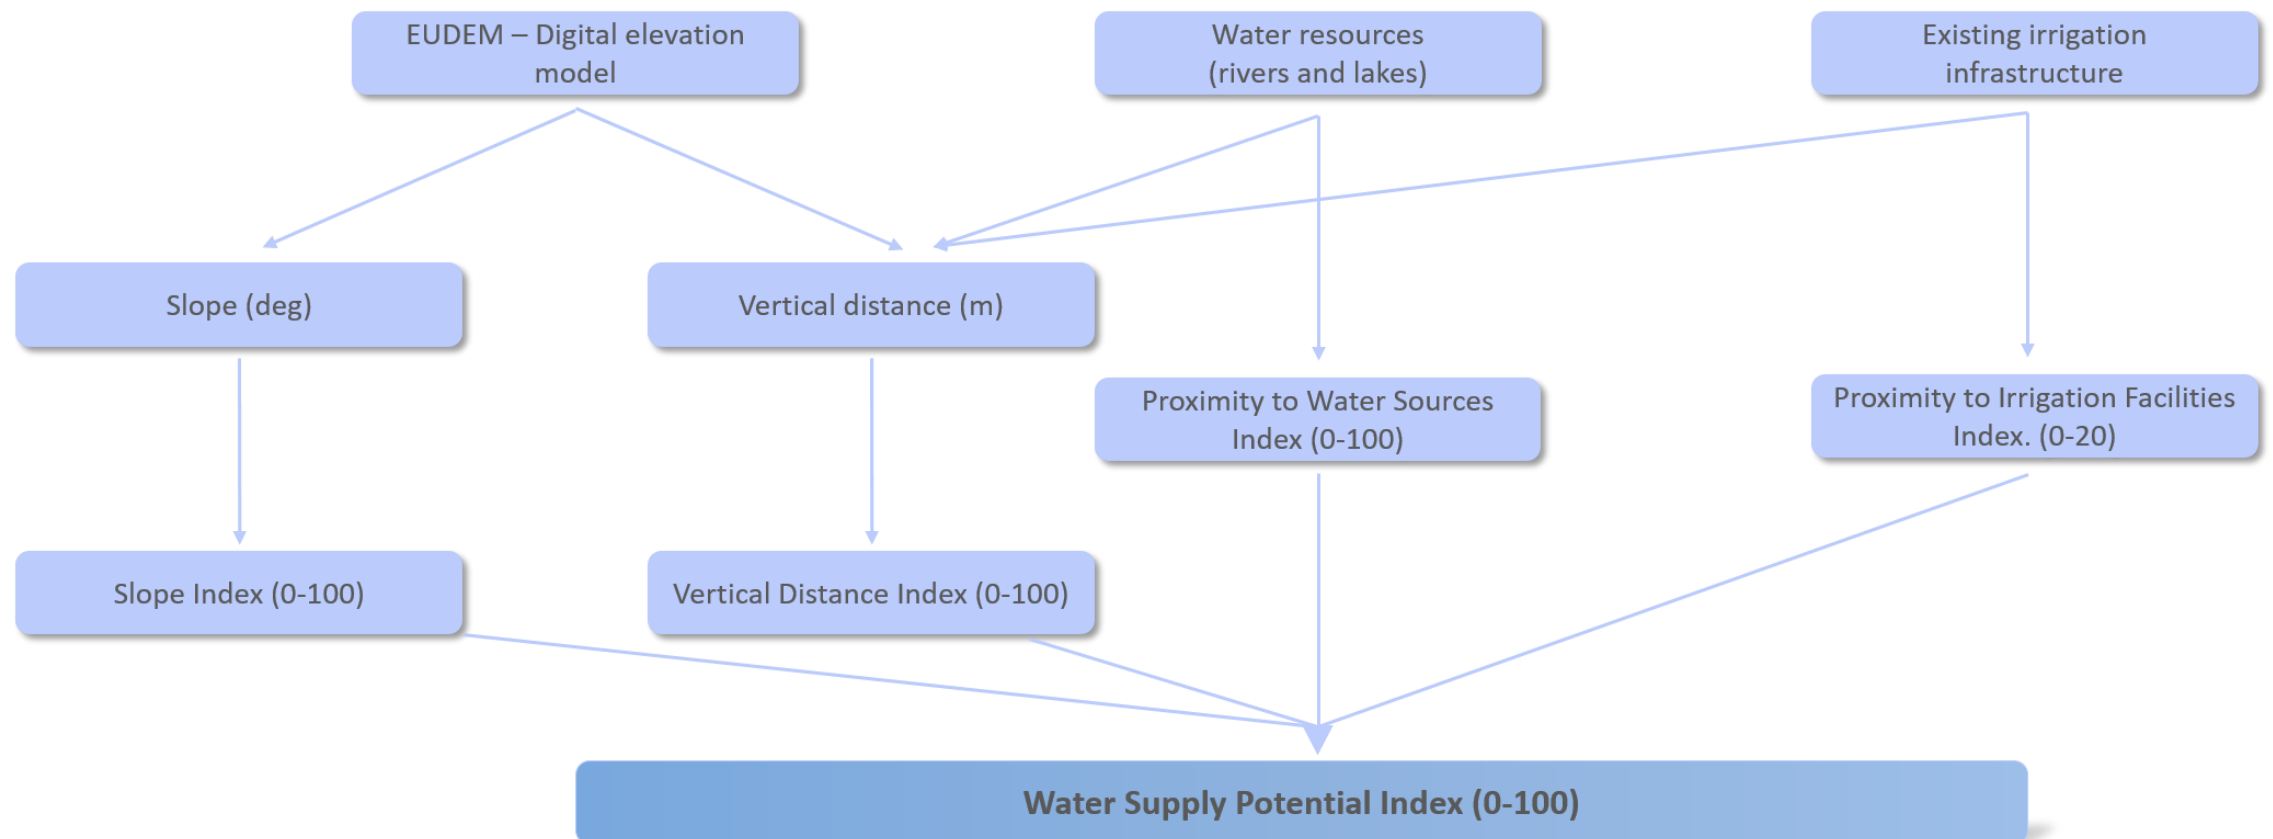 EUDEM – Digital elevation
model
Water resources
(rivers and lakes)
Existing irrigation
infrastructure
Slope (deg)
Vertical distance (m)
Proximity to Water Sources
Index (0-100)
Proximity to Irrigation Facilities
Index. (0-20)
Slope Index (0-100)
Vertical Distance Index (0-100)
Water Supply Potential Index (0-100)